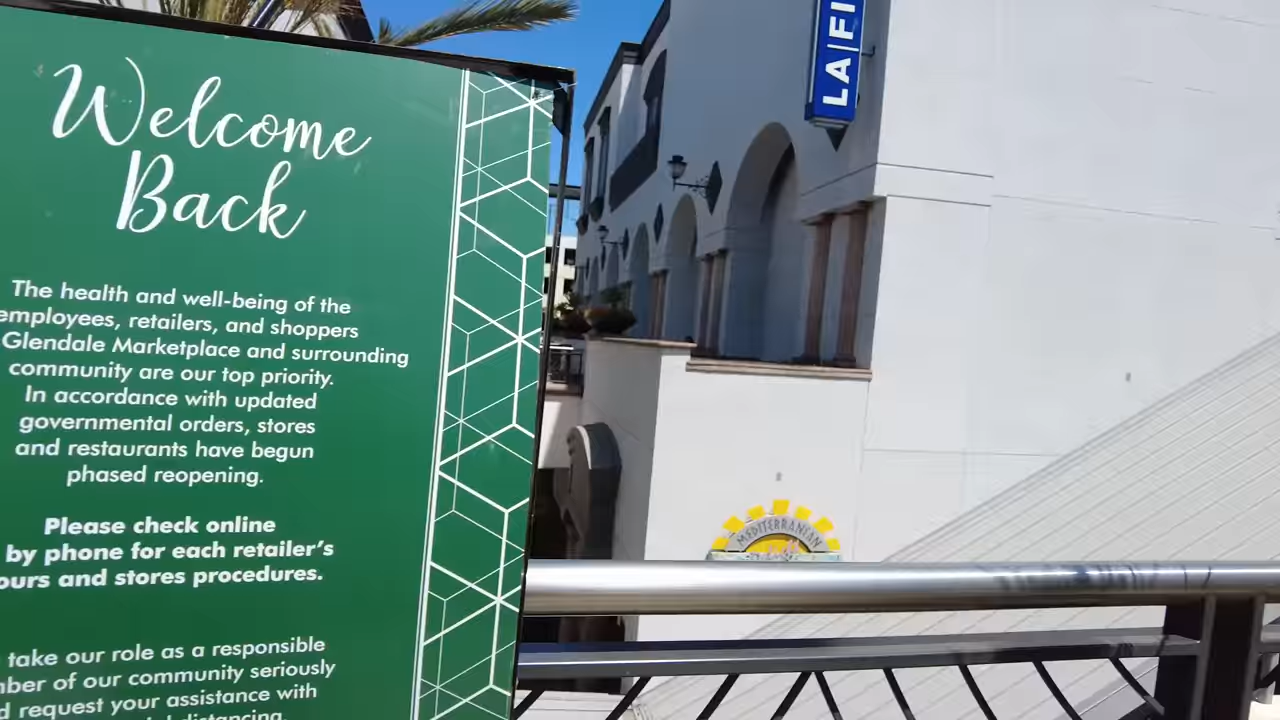 Welcome
Back
The health and well-being of the
employees, retailers, and shoppers
Glendale Marketplace and surrounding
community are our top priority.
In accordance with updated
governmental orders, stores
and restaurants have begun
phased reopening.
Please check online
by phone for each retailer's
ours and stores procedures.
take our role as a responsible
mber of our community seriously
d request your assistance with
distancing.
LA|FI
MEDITERRANEAN